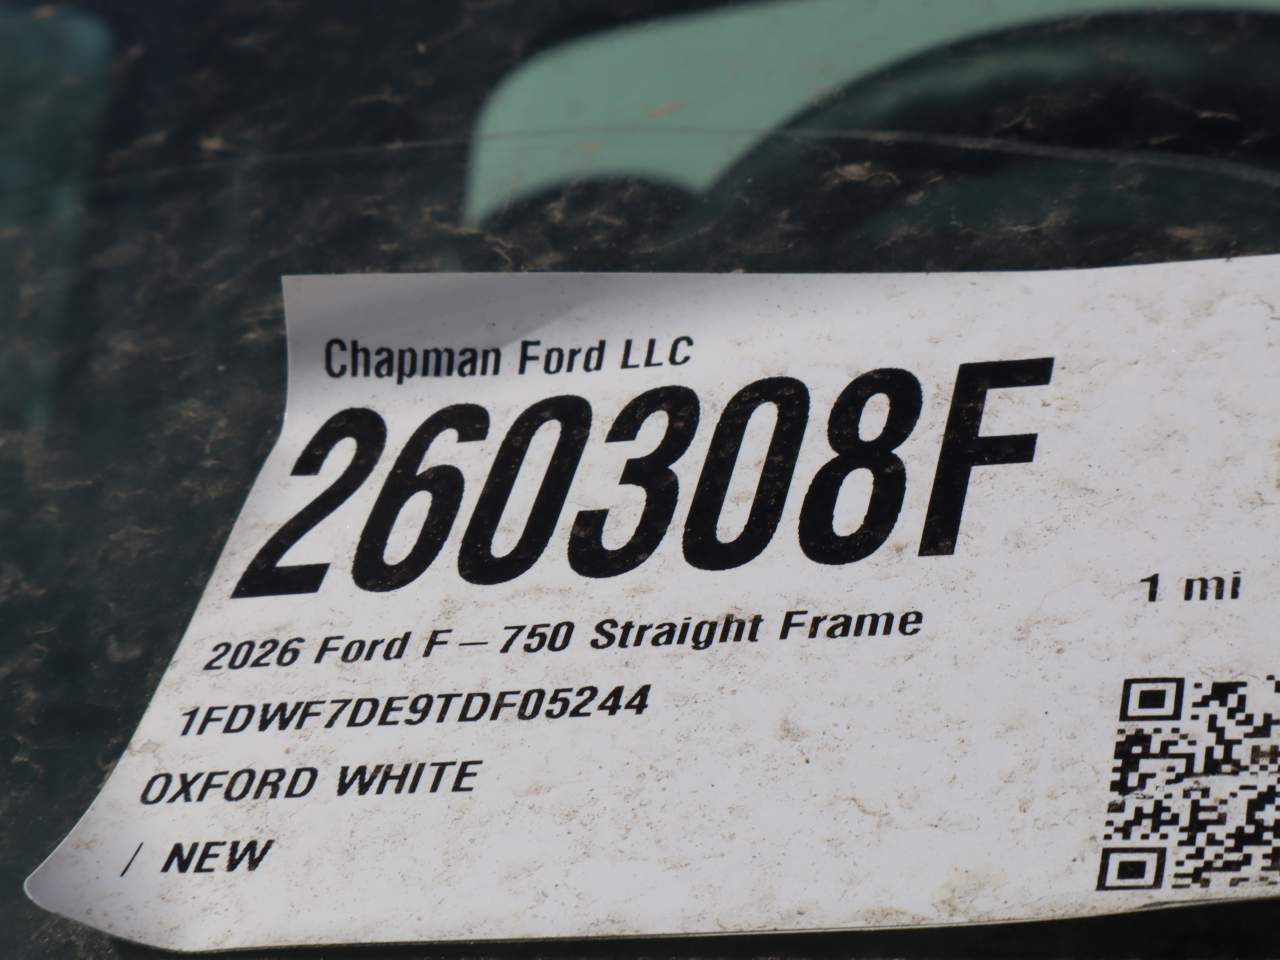 Chapman Ford LLC
260308F
1 mi
2026 Ford F-750 Straight Frame
1FDWF7DE9TDF05244
OXFORD WHITE
/ NEW